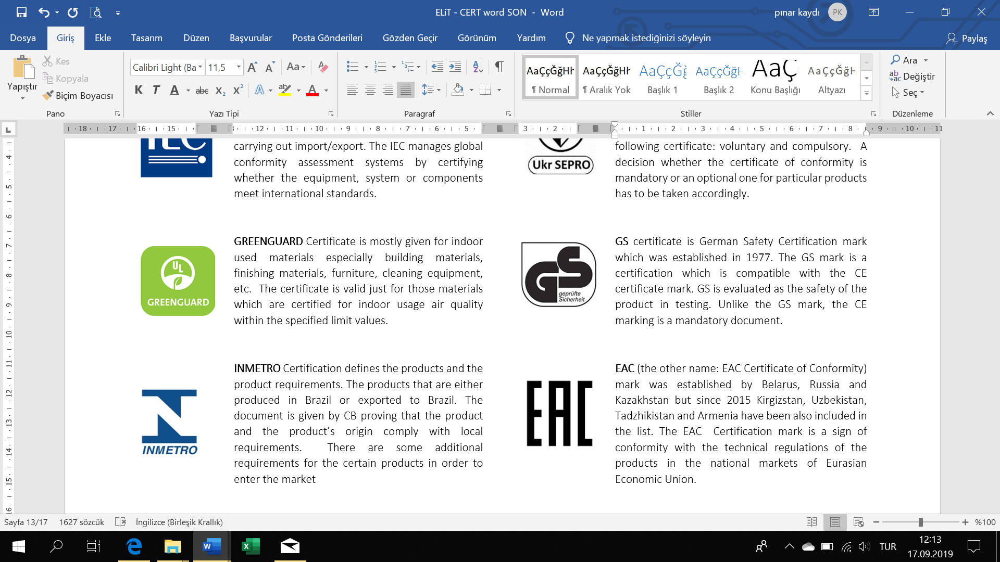 ELiT - CERT word SON - Word
pınar kaydı
PK
Dosya Giriş Ekle Tasarım Düzen Başvurular Posta Gönderileri Gözden Geçir Görünüm Yardım Ne yapmak istediğinizi söyleyin Paylaş
Yapıştır
Kes
Kopyala
Biçim Boyacısı
Pano
Calibri Light (Ba 11,5
Yazı Tipi
Paragraf
AaÇçĞğHh AaÇçĞğHh AaÇçĞğ AaÇçĞğH AaÇ AaÇçĞğH
¶ Normal ¶ Aralık Yok Başlık 1 Başlık 2 Konu Başlığı Altyazı
Stiller
Ara
Değiştir
Seç
Düzenleme
18 17 16 15 12 11 10 9 8 7 6 5 3 2 1 1 2 3 4 5 6 7 8 9 10 11
4
5
6
7
8
9
10
11
12
13
14
15
16
IEC
carrying out import/export. The IEC manages global
conformity assessment systems by certifying
whether the equipment, system or components
meet international standards.
Ukr SEPRO
following certificate: voluntary and compulsory.  A
decision whether the certificate of conformity is
mandatory or an optional one for particular products
has to be taken accordingly.
UL
GREENGUARD
GREENGUARD Certificate is mostly given for indoor
used materials especially building materials,
finishing materials, furniture, cleaning equipment,
etc.  The certificate is valid just for those materials
which are certified for indoor usage air quality
within the specified limit values.
GS
geprüfte
Sicherheit
GS certificate is German Safety Certification mark
which was established in 1977. The GS mark is a
certification which is compatible with the CE
certificate mark. GS is evaluated as the safety of the
product in testing. Unlike the GS mark, the CE
marking is a mandatory document.
INMETRO
INMETRO Certification defines the products and the
product requirements. The products that are either
produced in Brazil or exported to Brazil. The
document is given by CB proving that the product
and the product’s origin comply with local
requirements.  There are some additional
requirements for the certain products in order to
enter the market
EAC
EAC (the other name: EAC Certificate of Conformity)
mark was established by Belarus, Russia and
Kazakhstan but since 2015 Kirgizstan, Uzbekistan,
Tadzhikistan and Armenia have been also included in
the list. The EAC  Certification mark is a sign of
conformity with the technical regulations of the
products in the national markets of Eurasian
Economic Union.
Sayfa 13/17 1627 sözcük İngilizce (Birleşik Krallık) %100
TUR
12:13
17.09.2019